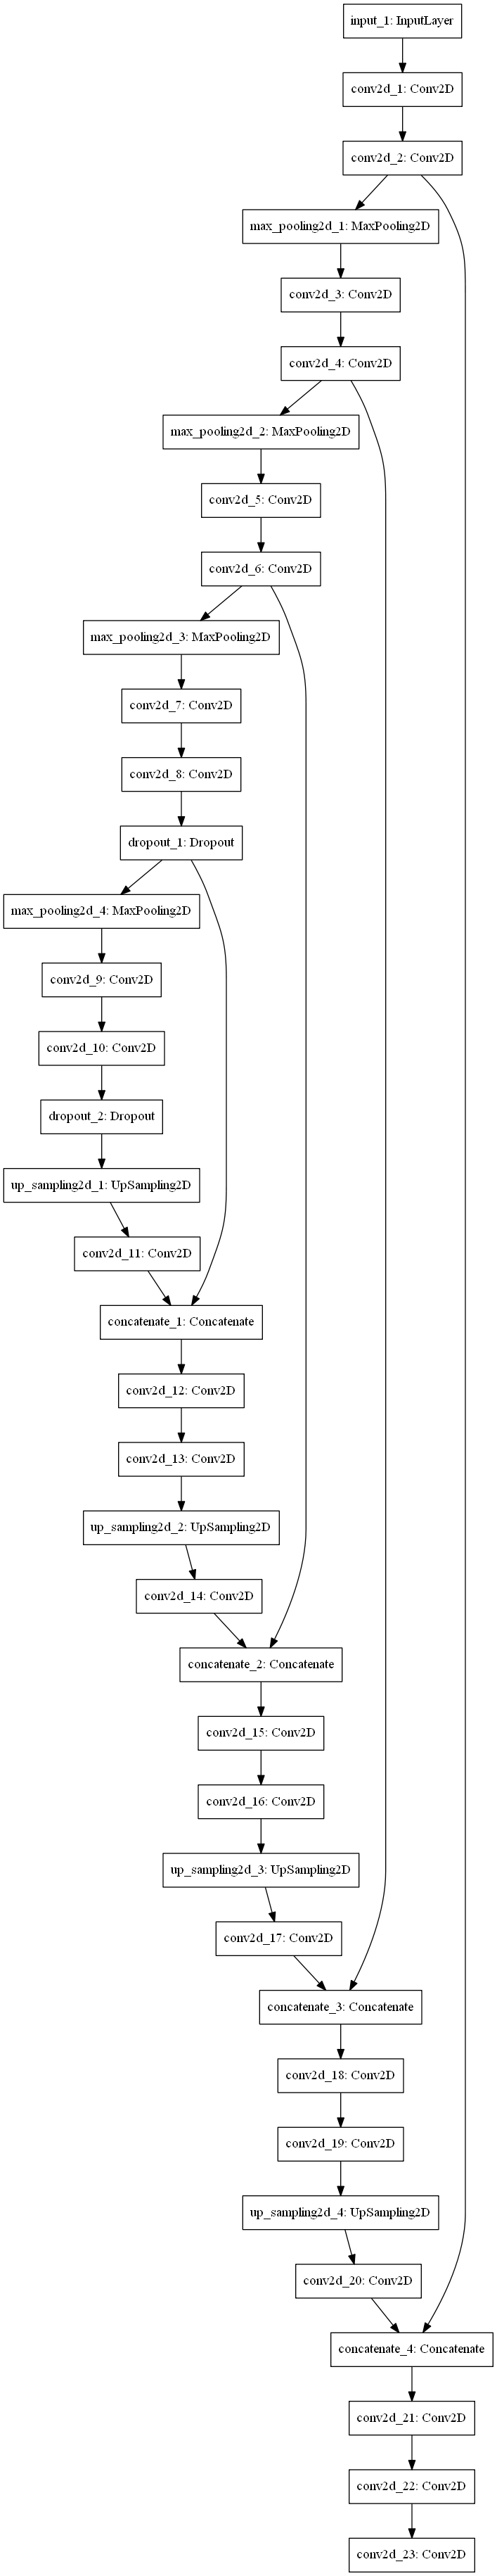 input_1: InputLayer
conv2d_1: Conv2D
conv2d_2: Conv2D
max_pooling2d_1: MaxPooling2D
conv2d_3: Conv2D
conv2d_4: Conv2D
max_pooling2d_2: MaxPooling2D
conv2d_5: Conv2D
conv2d_6: Conv2D
max_pooling2d_3: MaxPooling2D
conv2d_7: Conv2D
conv2d_8: Conv2D
dropout_1: Dropout
max_pooling2d_4: MaxPooling2D
conv2d_9: Conv2D
conv2d_10: Conv2D
dropout_2: Dropout
up_sampling2d_1: UpSampling2D
conv2d_11: Conv2D
concatenate_1: Concatenate
conv2d_12: Conv2D
conv2d_13: Conv2D
up_sampling2d_2: UpSampling2D
conv2d_14: Conv2D
concatenate_2: Concatenate
conv2d_15: Conv2D
conv2d_16: Conv2D
up_sampling2d_3: UpSampling2D
conv2d_17: Conv2D
concatenate_3: Concatenate
conv2d_18: Conv2D
conv2d_19: Conv2D
up_sampling2d_4: UpSampling2D
conv2d_20: Conv2D
concatenate_4: Concatenate
conv2d_21: Conv2D
conv2d_22: Conv2D
conv2d_23: Conv2D